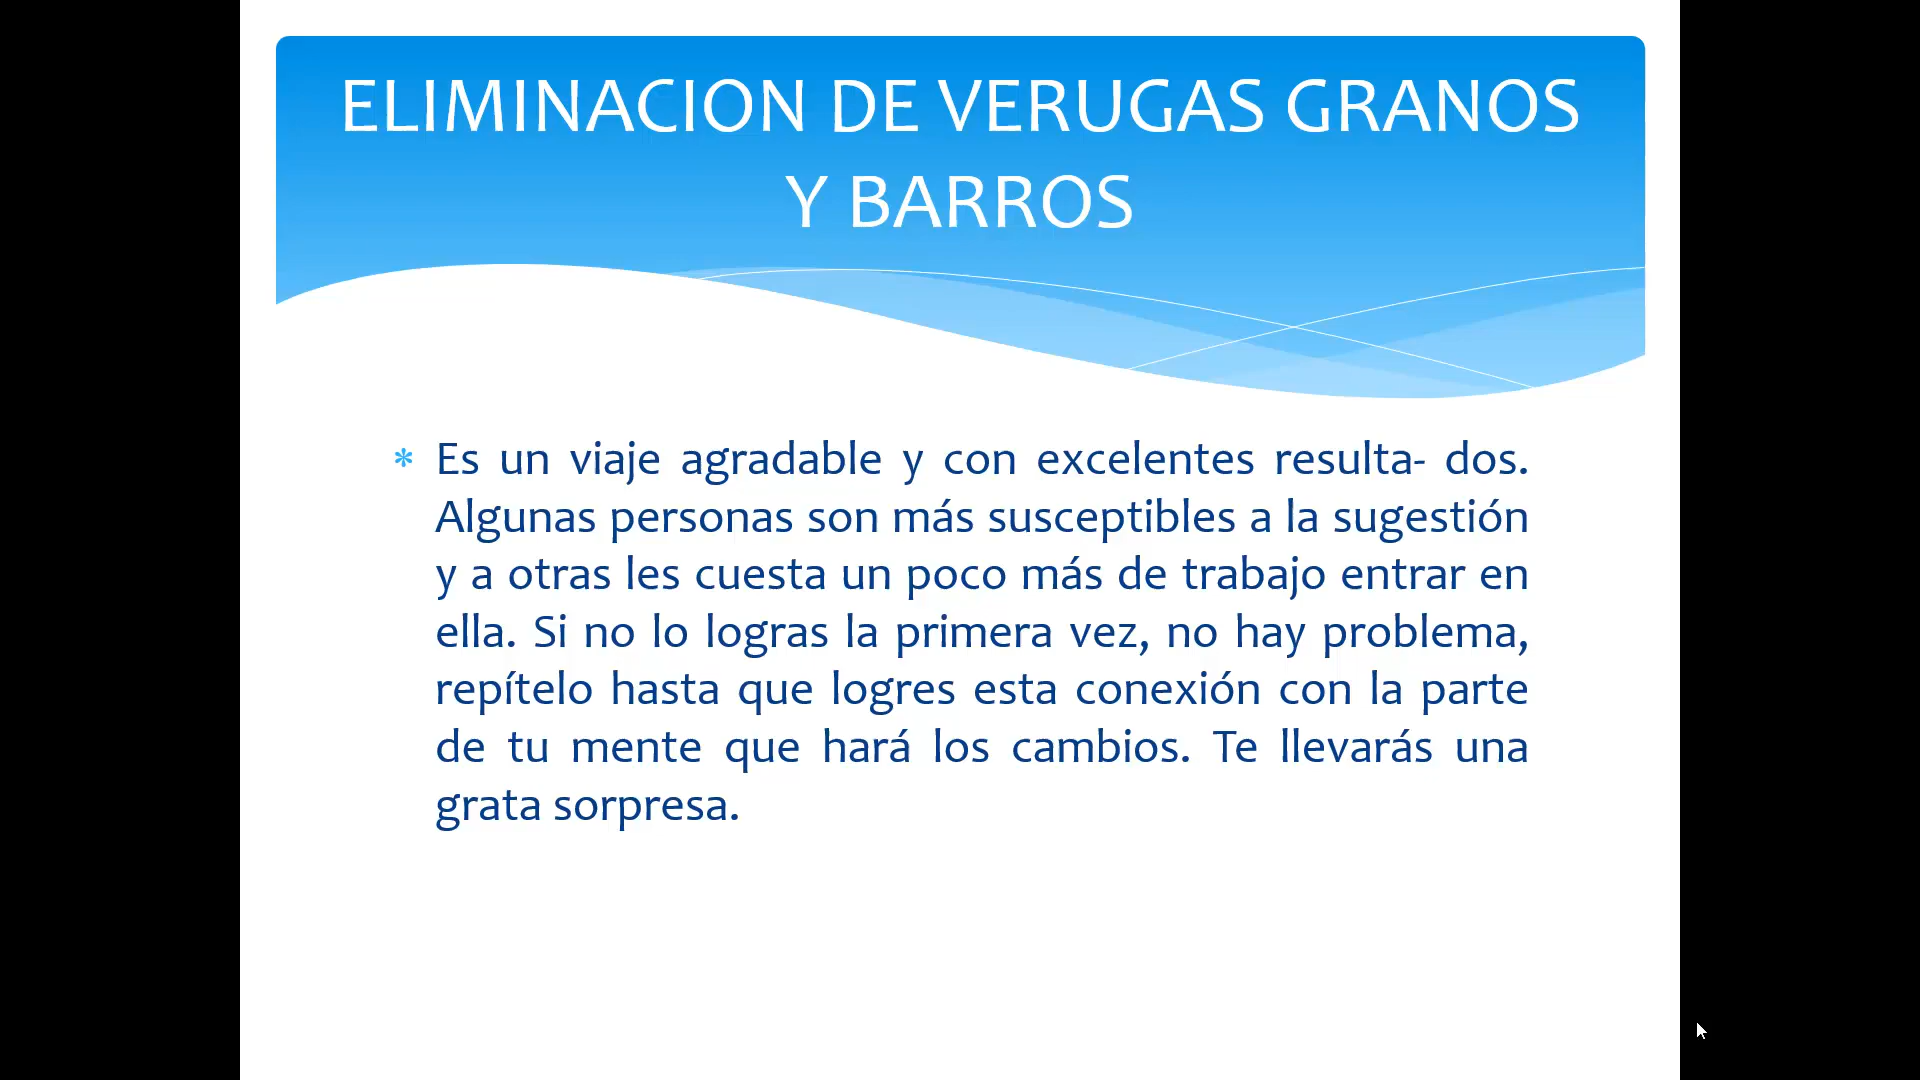 ELIMINACION DE VERUGAS GRANOS
Y BARROS
* Es un viaje agradable y con excelentes resulta- dos.
Algunas personas son más susceptibles a la sugestión
y a otras les cuesta un poco más de trabajo entrar en
ella. Si no lo logras la primera vez, no hay problema,
repítelo hasta que logres esta conexión con la parte
de tu mente que hará los cambios. Te llevarás una
grata sorpresa.